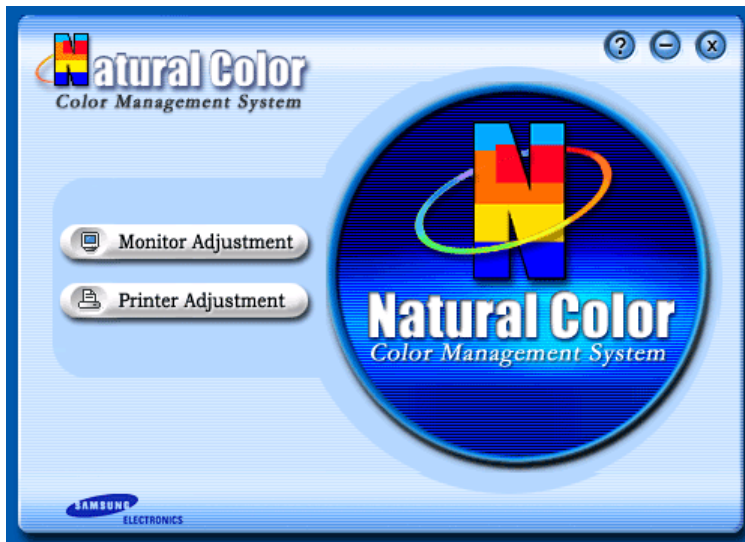 Natural Color
Color Management System
? – x
Monitor Adjustment
Printer Adjustment
N
Natural Color
Color Management System
SAMSUNG
ELECTRONICS